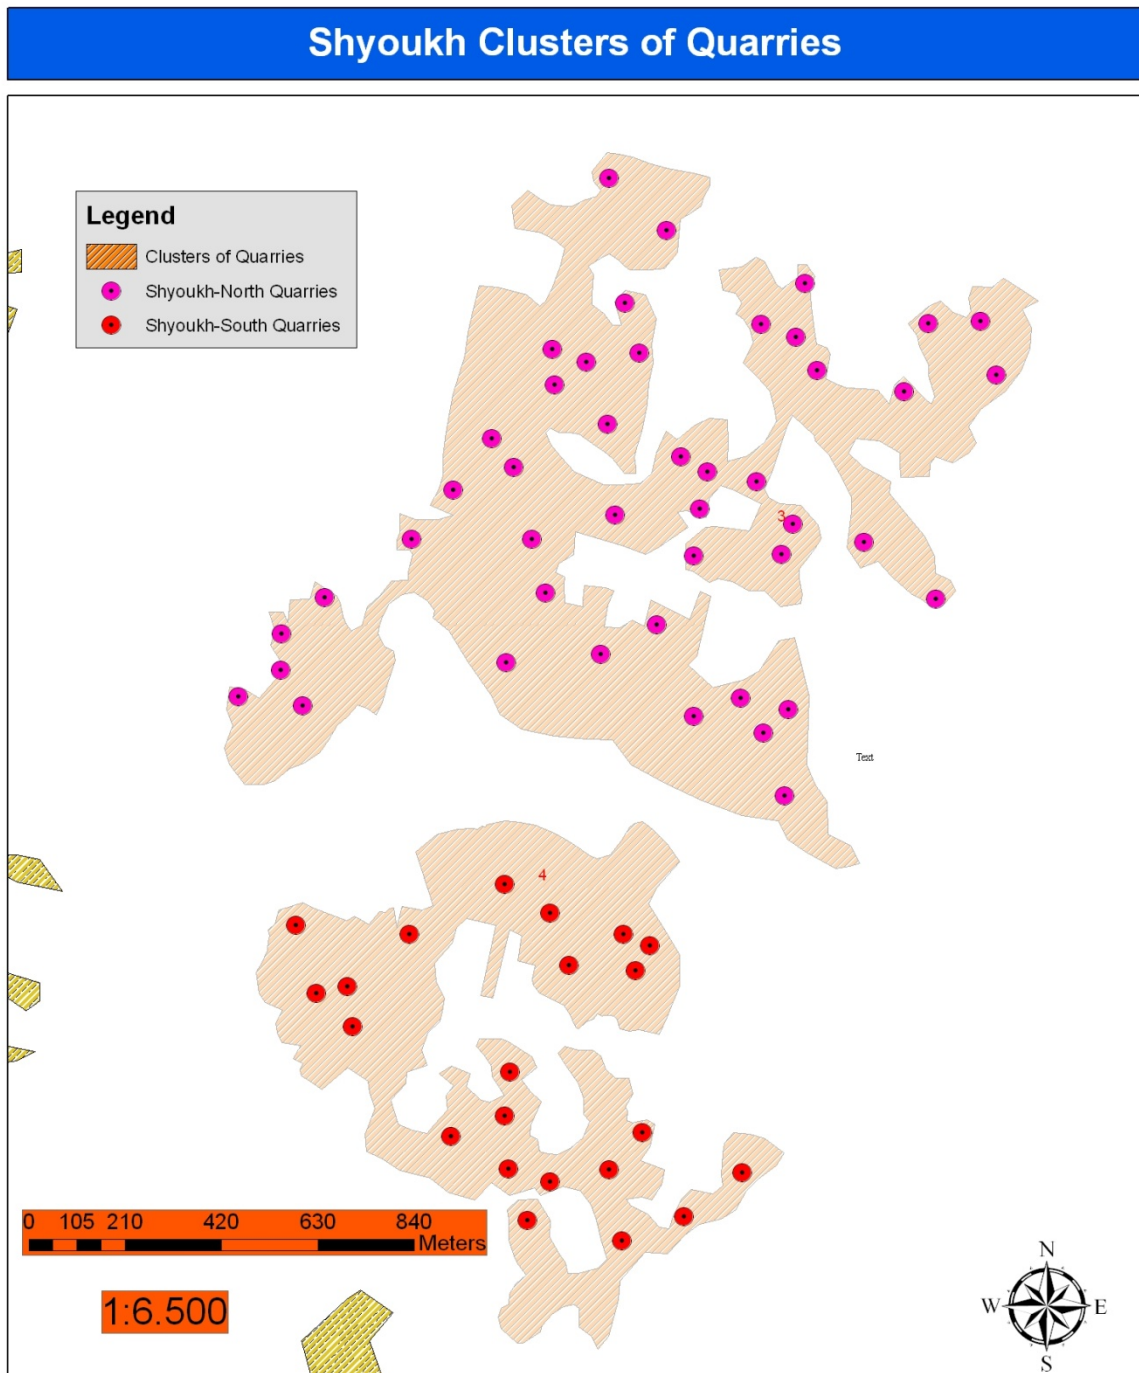 Shyoukh Clusters of Quarries
Legend
Clusters of Quarries
Shyoukh-North Quarries
Shyoukh-South Quarries
3
Text
4
0 105 210 420 630 840
Meters
1:6.500
N
W E
S